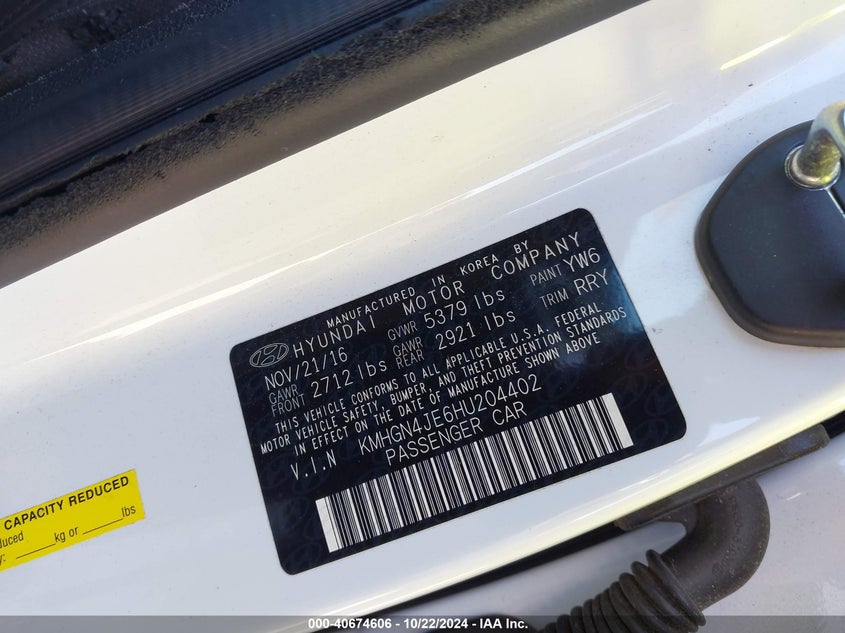 MANUFACTURED IN KOREA BY
HYUNDAI MOTOR COMPANY
NOV/21/16 GVWR 5379 lbs PAINT YW6
GAWR FRONT 2712 lbs GAWR REAR 2921 lbs TRIM RRY
THIS VEHICLE CONFORMS TO ALL APPLICABLE U.S.A. FEDERAL
MOTOR VEHICLE SAFETY, BUMPER, AND THEFT PREVENTION STANDARDS
IN EFFECT ON THE DATE OF MANUFACTURE SHOWN ABOVE
V.I.N KMHGN4JE6HU204402
PASSENGER CAR
CAPACITY REDUCED
duced
y: _____kg or _____lbs
000-40674606 - 10/22/2024 - IAA Inc.